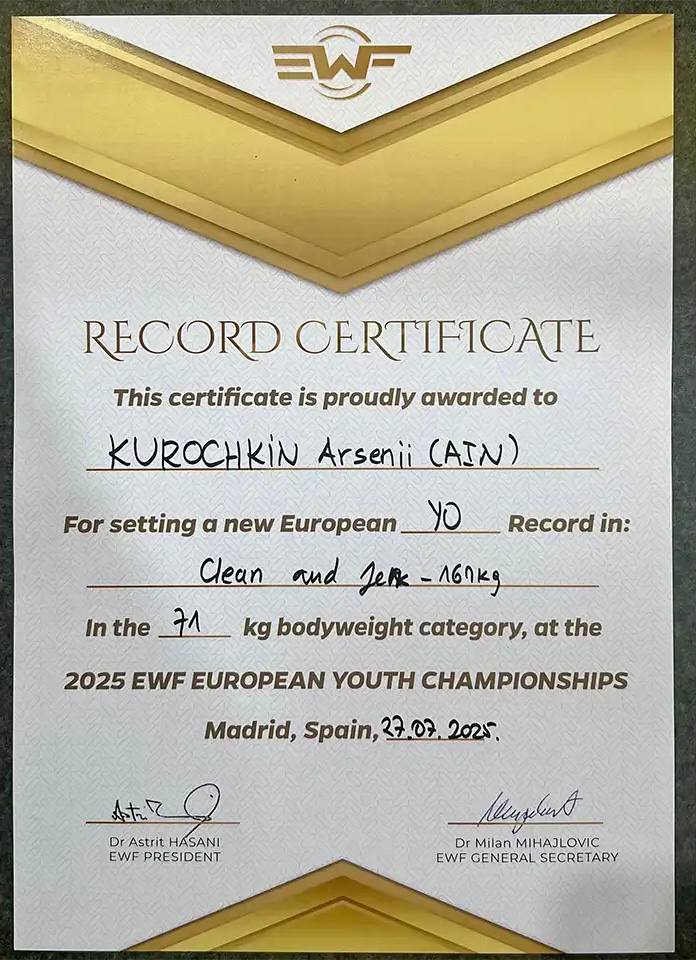 EWF
RECORD CERTIFICATE
This certificate is proudly awarded to
KUROCHKIN Arsenii (AIN)
For setting a new European YO Record in:
Clean and Jerk - 161kg
In the 71 kg bodyweight category, at the
2025 EWF EUROPEAN YOUTH CHAMPIONSHIPS
Madrid, Spain, 27.07.2025.
Dr Astrit HASANI
EWF PRESIDENT
Dr Milan MIHAJLOVIC
EWF GENERAL SECRETARY